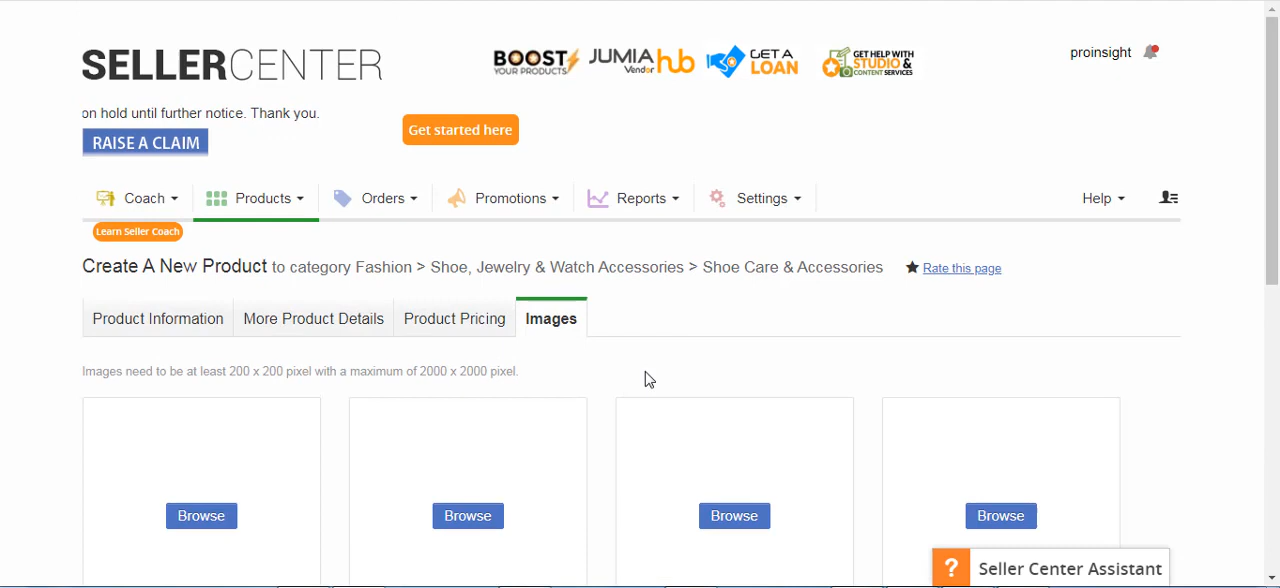 SELLERCENTER
BOOST YOUR PRODUCTS
JUMIA hub Vendor
GET A LOAN
GET HELP WITH STUDIO & CONTENT SERVICES
proinsight
on hold until further notice. Thank you.
RAISE A CLAIM
Get started here
Coach
Products
Orders
Promotions
Reports
Settings
Help
Learn Seller Coach
Create A New Product to category Fashion > Shoe, Jewelry & Watch Accessories > Shoe Care & Accessories
Rate this page
Product Information
More Product Details
Product Pricing
Images
Images need to be at least 200 x 200 pixel with a maximum of 2000 x 2000 pixel.
Browse
Browse
Browse
Browse
? Seller Center Assistant